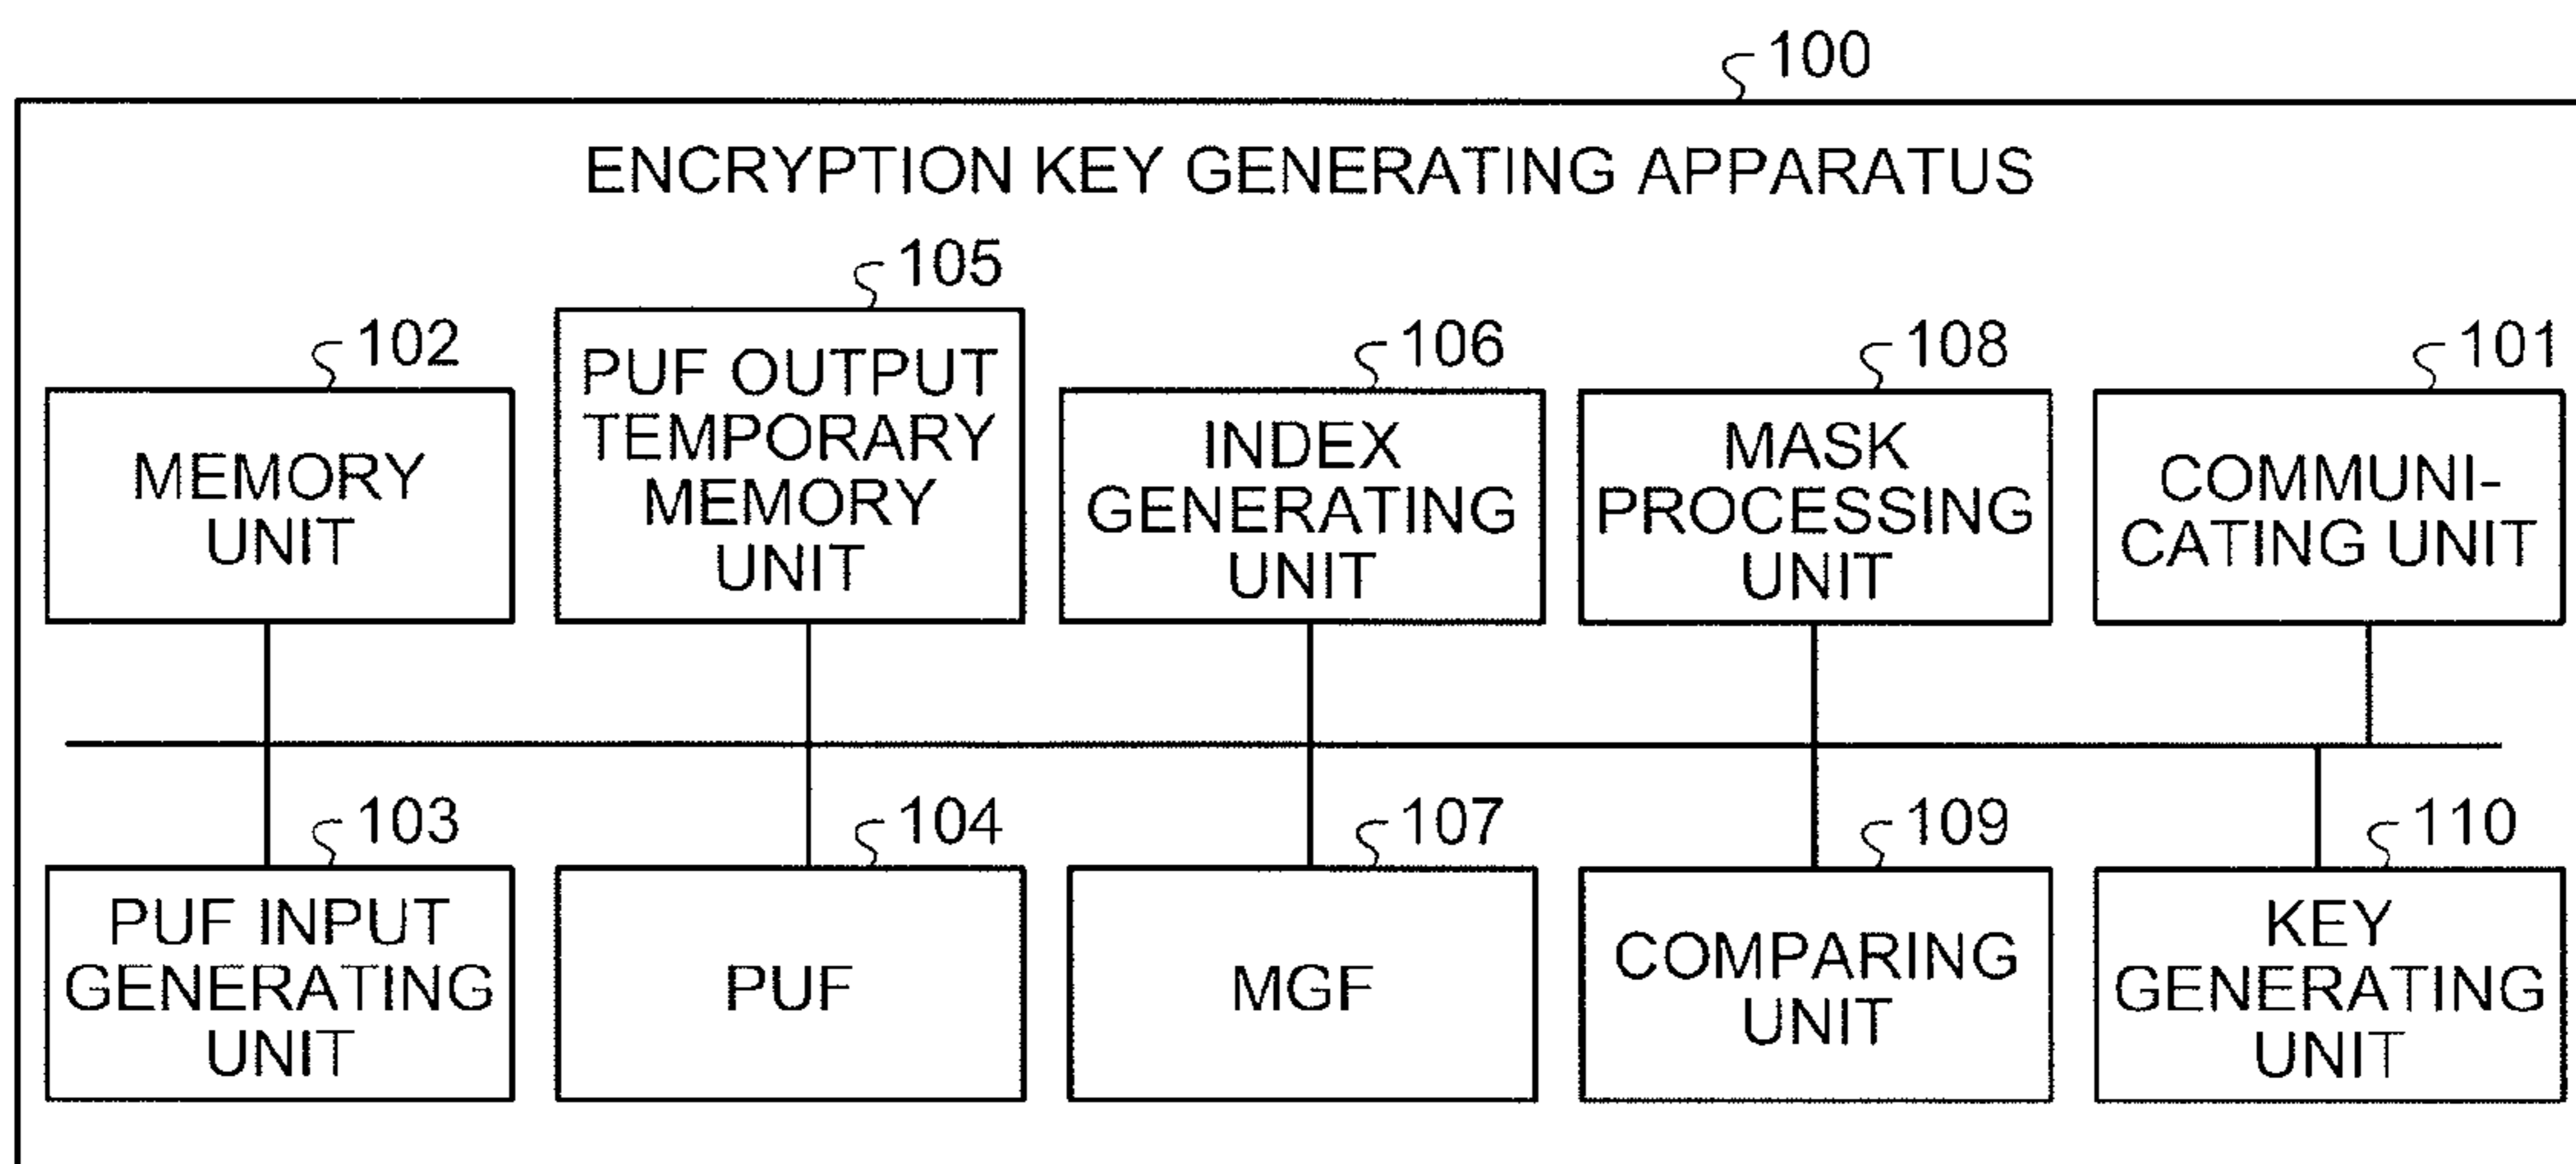 100
ENCRYPTION KEY GENERATING APPARATUS
102
MEMORY
UNIT
105
PUF OUTPUT
TEMPORARY
MEMORY
UNIT
106
INDEX
GENERATING
UNIT
108
MASK
PROCESSING
UNIT
101
COMMUNI-
CATING UNIT
103
PUF INPUT
GENERATING
UNIT
104
PUF
107
MGF
109
COMPARING
UNIT
110
KEY
GENERATING
UNIT